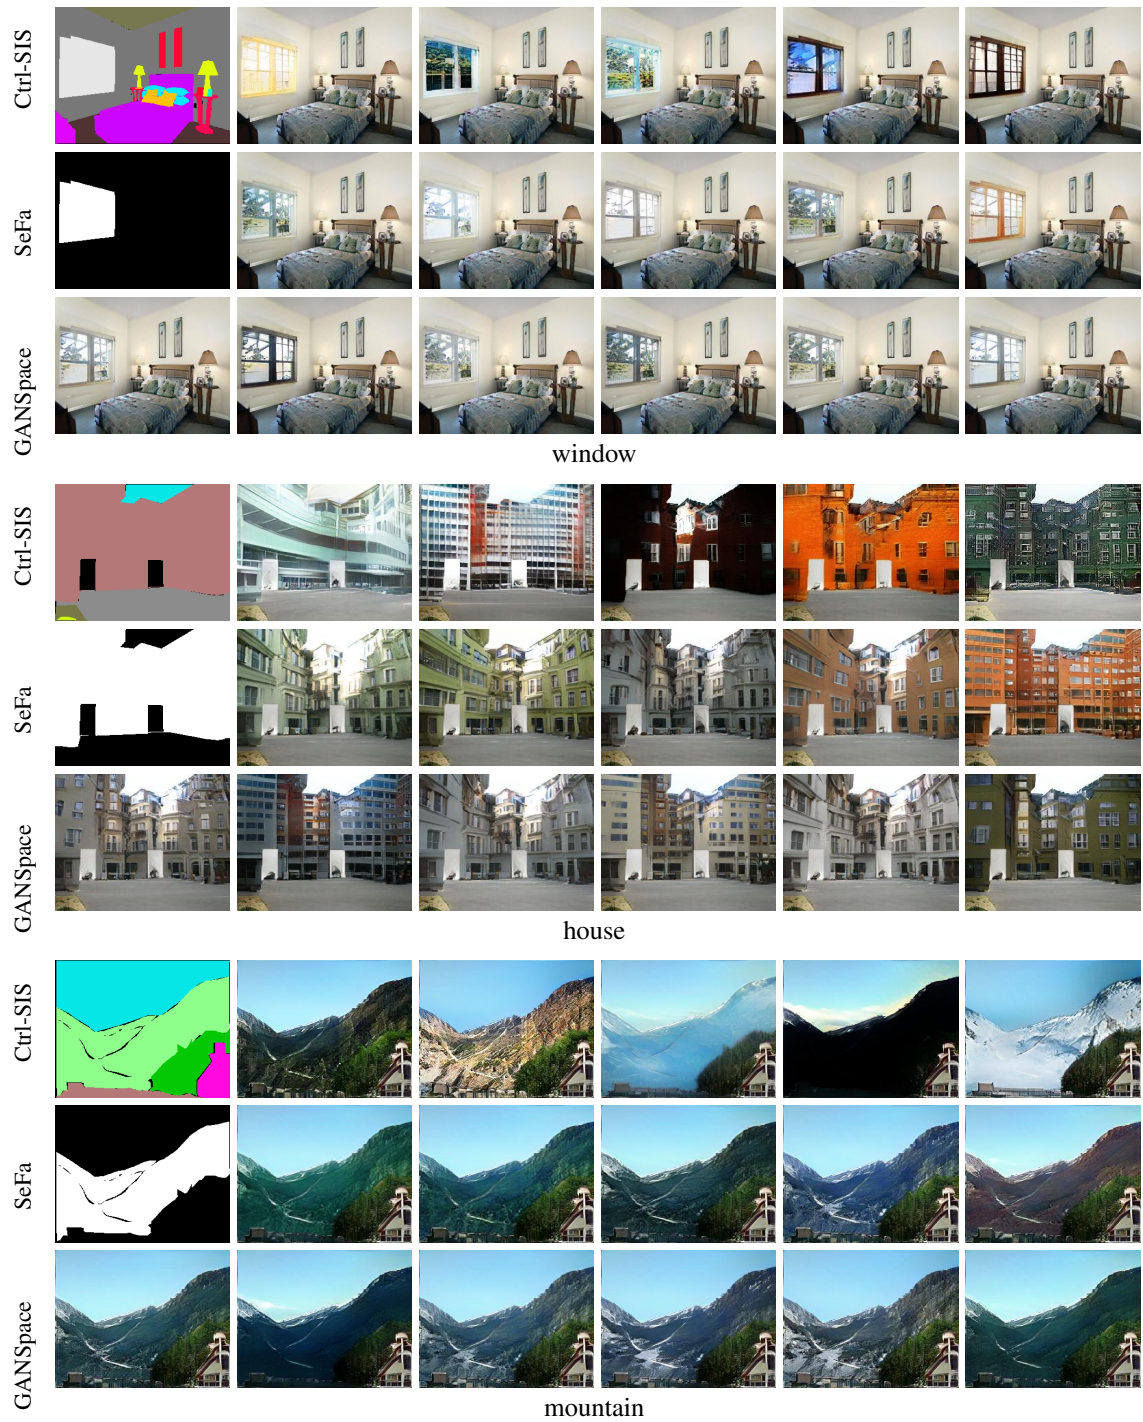 Ctrl-SIS
SeFa
GANSpace
window
Ctrl-SIS
SeFa
GANSpace
house
Ctrl-SIS
SeFa
GANSpace
mountain